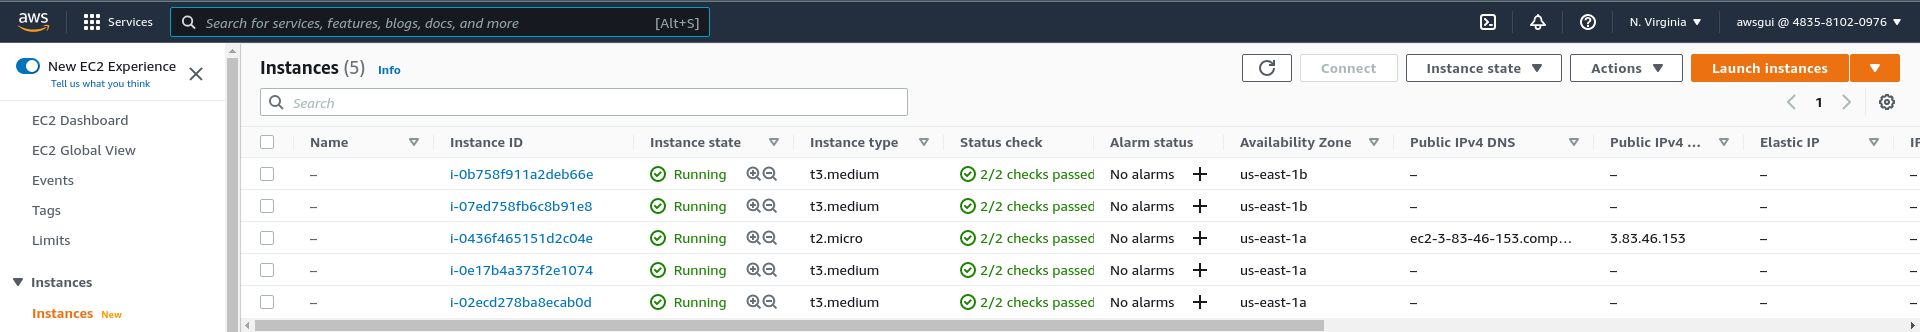 aws Services Search for services, features, blogs, docs, and more [Alt+S] N. Virginia awsgui @ 4835-8102-0976
New EC2 Experience
Tell us what you think
Instances (5) Info Connect Instance state Actions Launch instances
Search 1
EC2 Dashboard
EC2 Global View
Events
Tags
Limits
Instances
Instances New
Name Instance ID Instance state Instance type Status check Alarm status Availability Zone Public IPv4 DNS Public IPv4 ... Elastic IP
– i-0b758f911a2deb66e Running t3.medium 2/2 checks passed No alarms us-east-1b – – – –
– i-07ed758fb6c8b91e8 Running t3.medium 2/2 checks passed No alarms us-east-1b – – – –
– i-0436f465151d2c04e Running t2.micro 2/2 checks passed No alarms us-east-1a ec2-3-83-46-153.comp... 3.83.46.153 – –
– i-0e17b4a373f2e1074 Running t3.medium 2/2 checks passed No alarms us-east-1a – – – –
– i-02ecd278ba8ecab0d Running t3.medium 2/2 checks passed No alarms us-east-1a – – – –